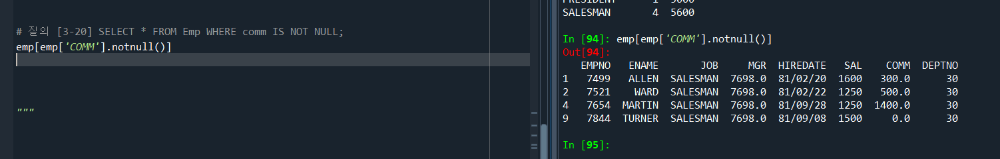 # 질의 [3-20] SELECT * FROM Emp WHERE comm IS NOT NULL;
emp[emp['COMM'].notnull()]
"""
PRESIDENT 1 5000
SALESMAN 4 5600
In [94]: emp[emp['COMM'].notnull()]
Out[94]:
EMPNO ENAME JOB MGR HIREDATE SAL COMM DEPTNO
1 7499 ALLEN SALESMAN 7698.0 81/02/20 1600 300.0 30
2 7521 WARD SALESMAN 7698.0 81/02/22 1250 500.0 30
4 7654 MARTIN SALESMAN 7698.0 81/09/28 1250 1400.0 30
9 7844 TURNER SALESMAN 7698.0 81/09/08 1500 0.0 30
In [95]: